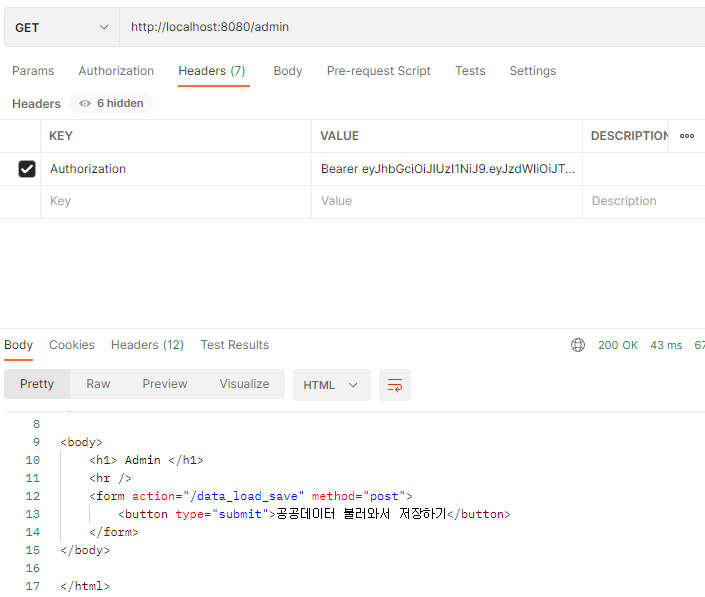 GET http://localhost:8080/admin
Params Authorization Headers (7) Body Pre-request Script Tests Settings
Headers 6 hidden
KEY VALUE DESCRIPTION
Authorization Bearer eyJhbGciOiJIUzI1NiJ9.eyJzdWIiOiJT...
Key Value Description
Body Cookies Headers (12) Test Results 200 OK 43 ms 67
Pretty Raw Preview Visualize HTML
8
9 <body>
10 <h1> Admin </h1>
11 <hr />
12 <form action="/data_load_save" method="post">
13 <button type="submit">공공데이터 불러와서 저장하기</button>
14 </form>
15 </body>
16
17 </html>